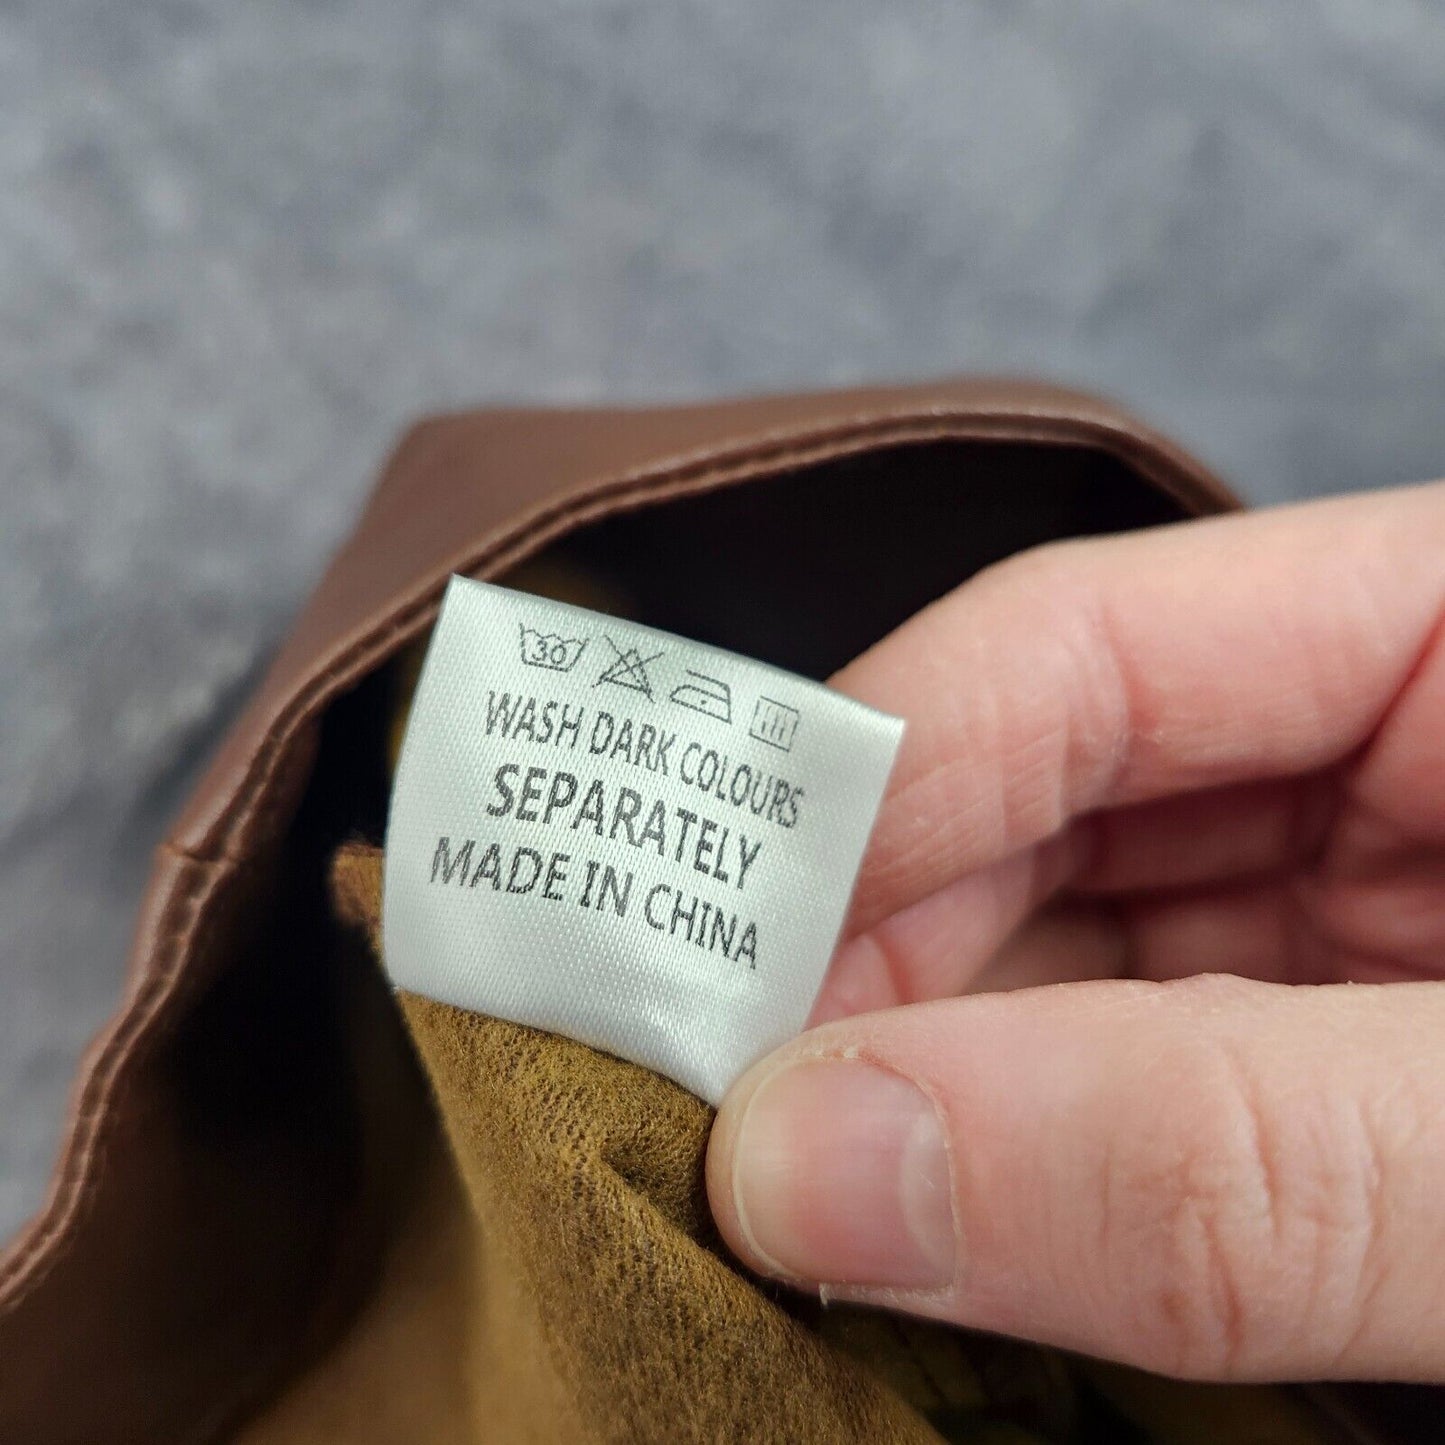 30
WASH DARK COLOURS
SEPARATELY
MADE IN CHINA